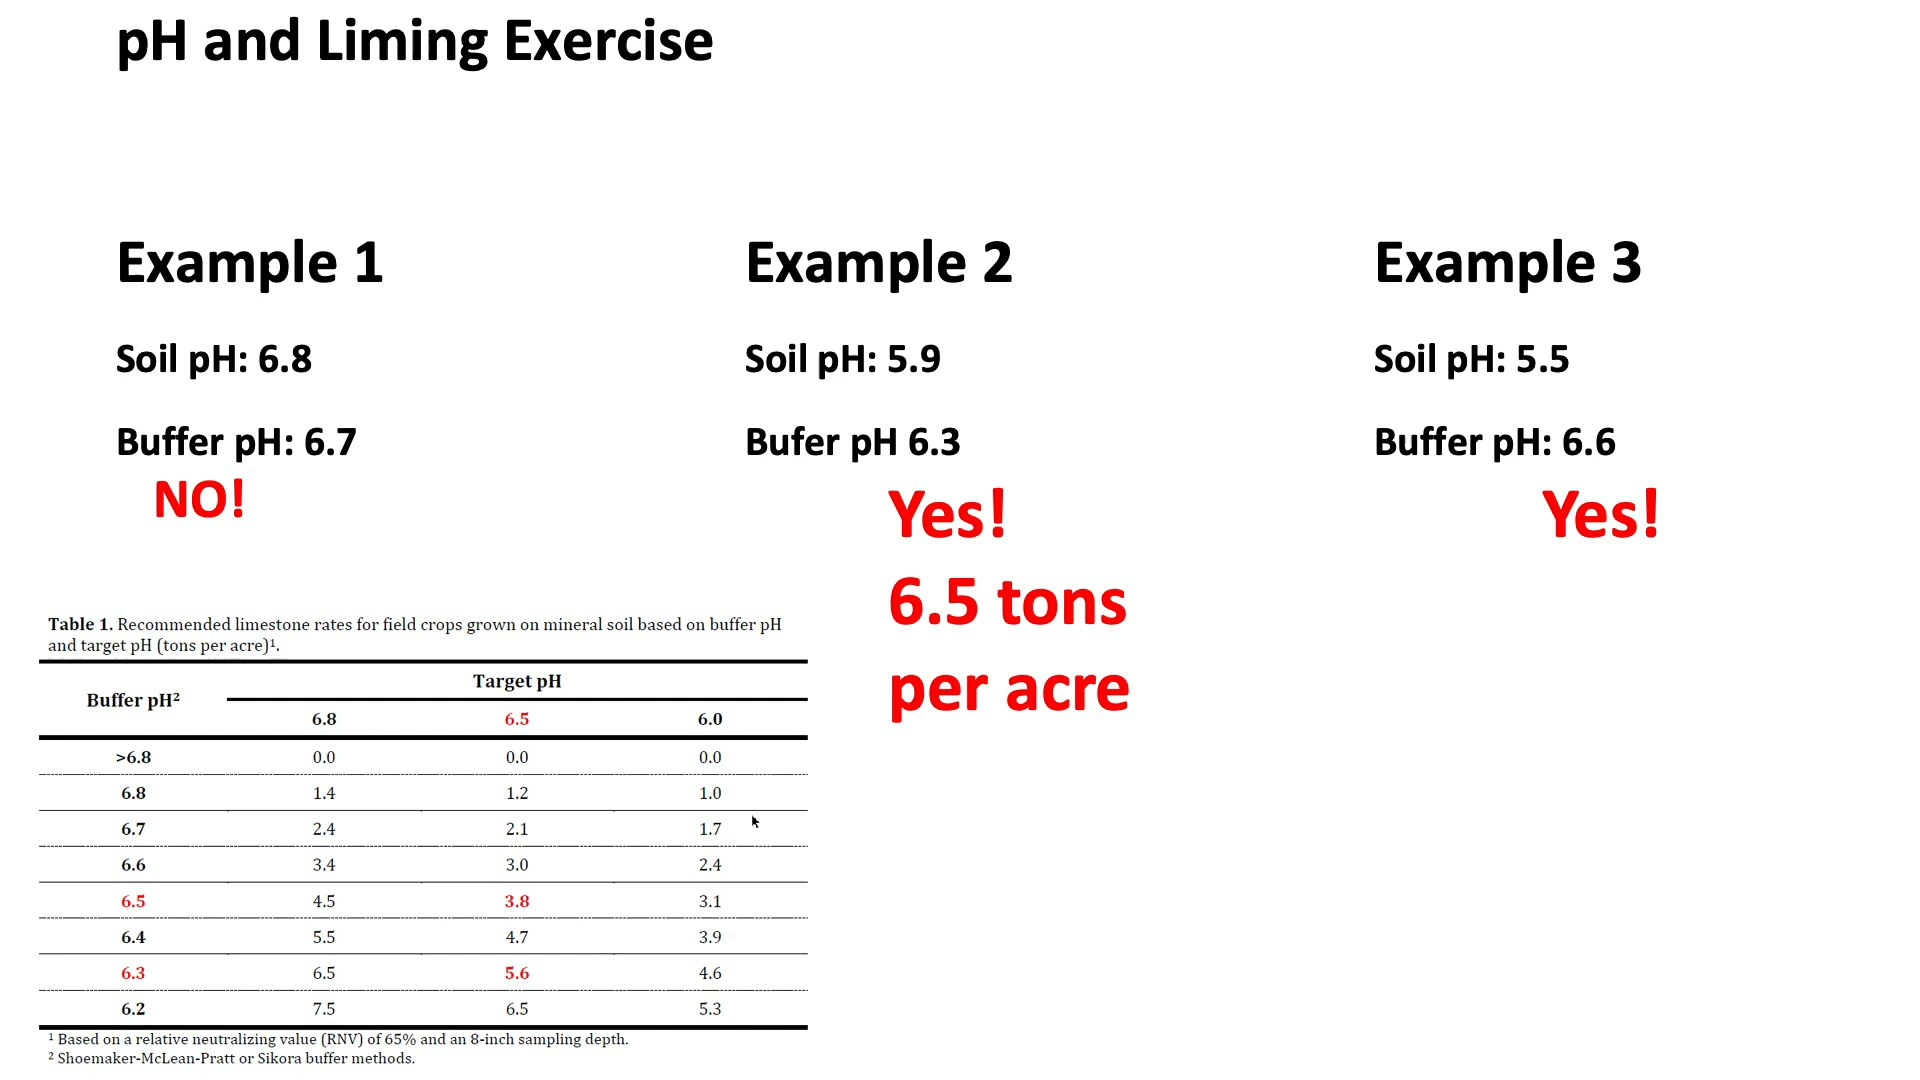 pH and Liming Exercise
Example 1
Soil pH: 6.8
Buffer pH: 6.7
NO!
Example 2
Soil pH: 5.9
Bufer pH 6.3
Yes!
6.5 tons
per acre
Example 3
Soil pH: 5.5
Buffer pH: 6.6
Yes!
Table 1. Recommended limestone rates for field crops grown on mineral soil based on buffer pH
and target pH (tons per acre)¹.
Buffer pH² Target pH
6.8 6.5 6.0
>6.8 0.0 0.0 0.0
6.8 1.4 1.2 1.0
6.7 2.4 2.1 1.7
6.6 3.4 3.0 2.4
6.5 4.5 3.8 3.1
6.4 5.5 4.7 3.9
6.3 6.5 5.6 4.6
6.2 7.5 6.5 5.3
¹ Based on a relative neutralizing value (RNV) of 65% and an 8-inch sampling depth.
² Shoemaker-McLean-Pratt or Sikora buffer methods.